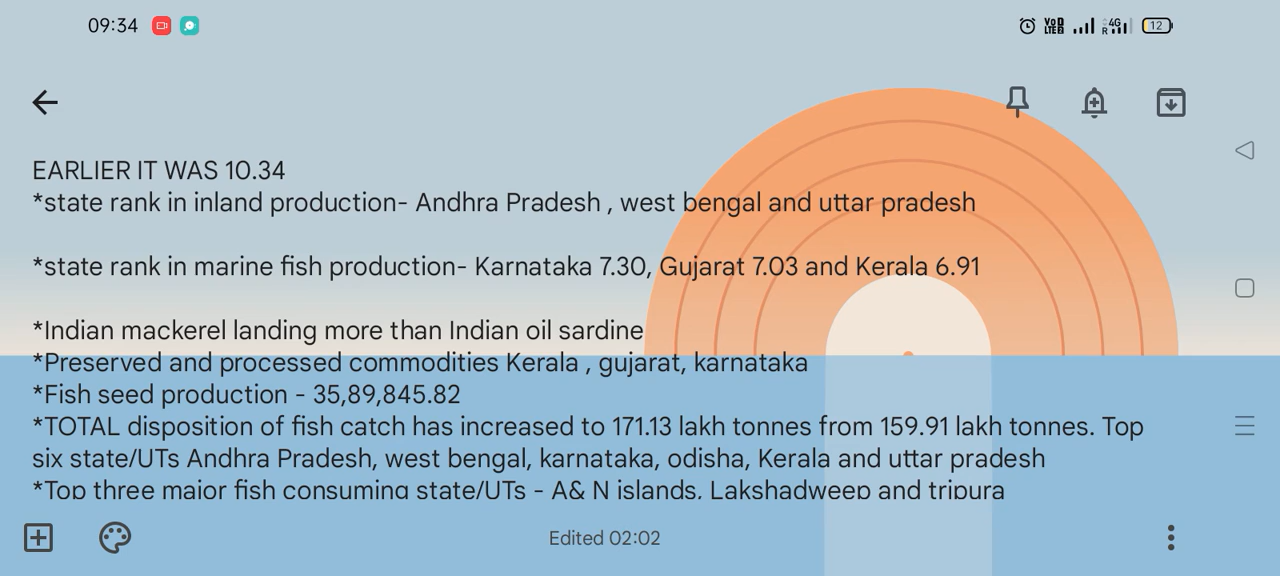 09:34
VoD LTE2 4G R 12
EARLIER IT WAS 10.34
*state rank in inland production- Andhra Pradesh , west bengal and uttar pradesh
*state rank in marine fish production- Karnataka 7.30, Gujarat 7.03 and Kerala 6.91
*Indian mackerel landing more than Indian oil sardine
*Preserved and processed commodities Kerala , gujarat, karnataka
*Fish seed production - 35,89,845.82
*TOTAL disposition of fish catch has increased to 171.13 lakh tonnes from 159.91 lakh tonnes. Top
six state/UTs Andhra Pradesh, west bengal, karnataka, odisha, Kerala and uttar pradesh
*Top three major fish consuming state/UTs - A& N islands, Lakshadweep and tripura
Edited 02:02